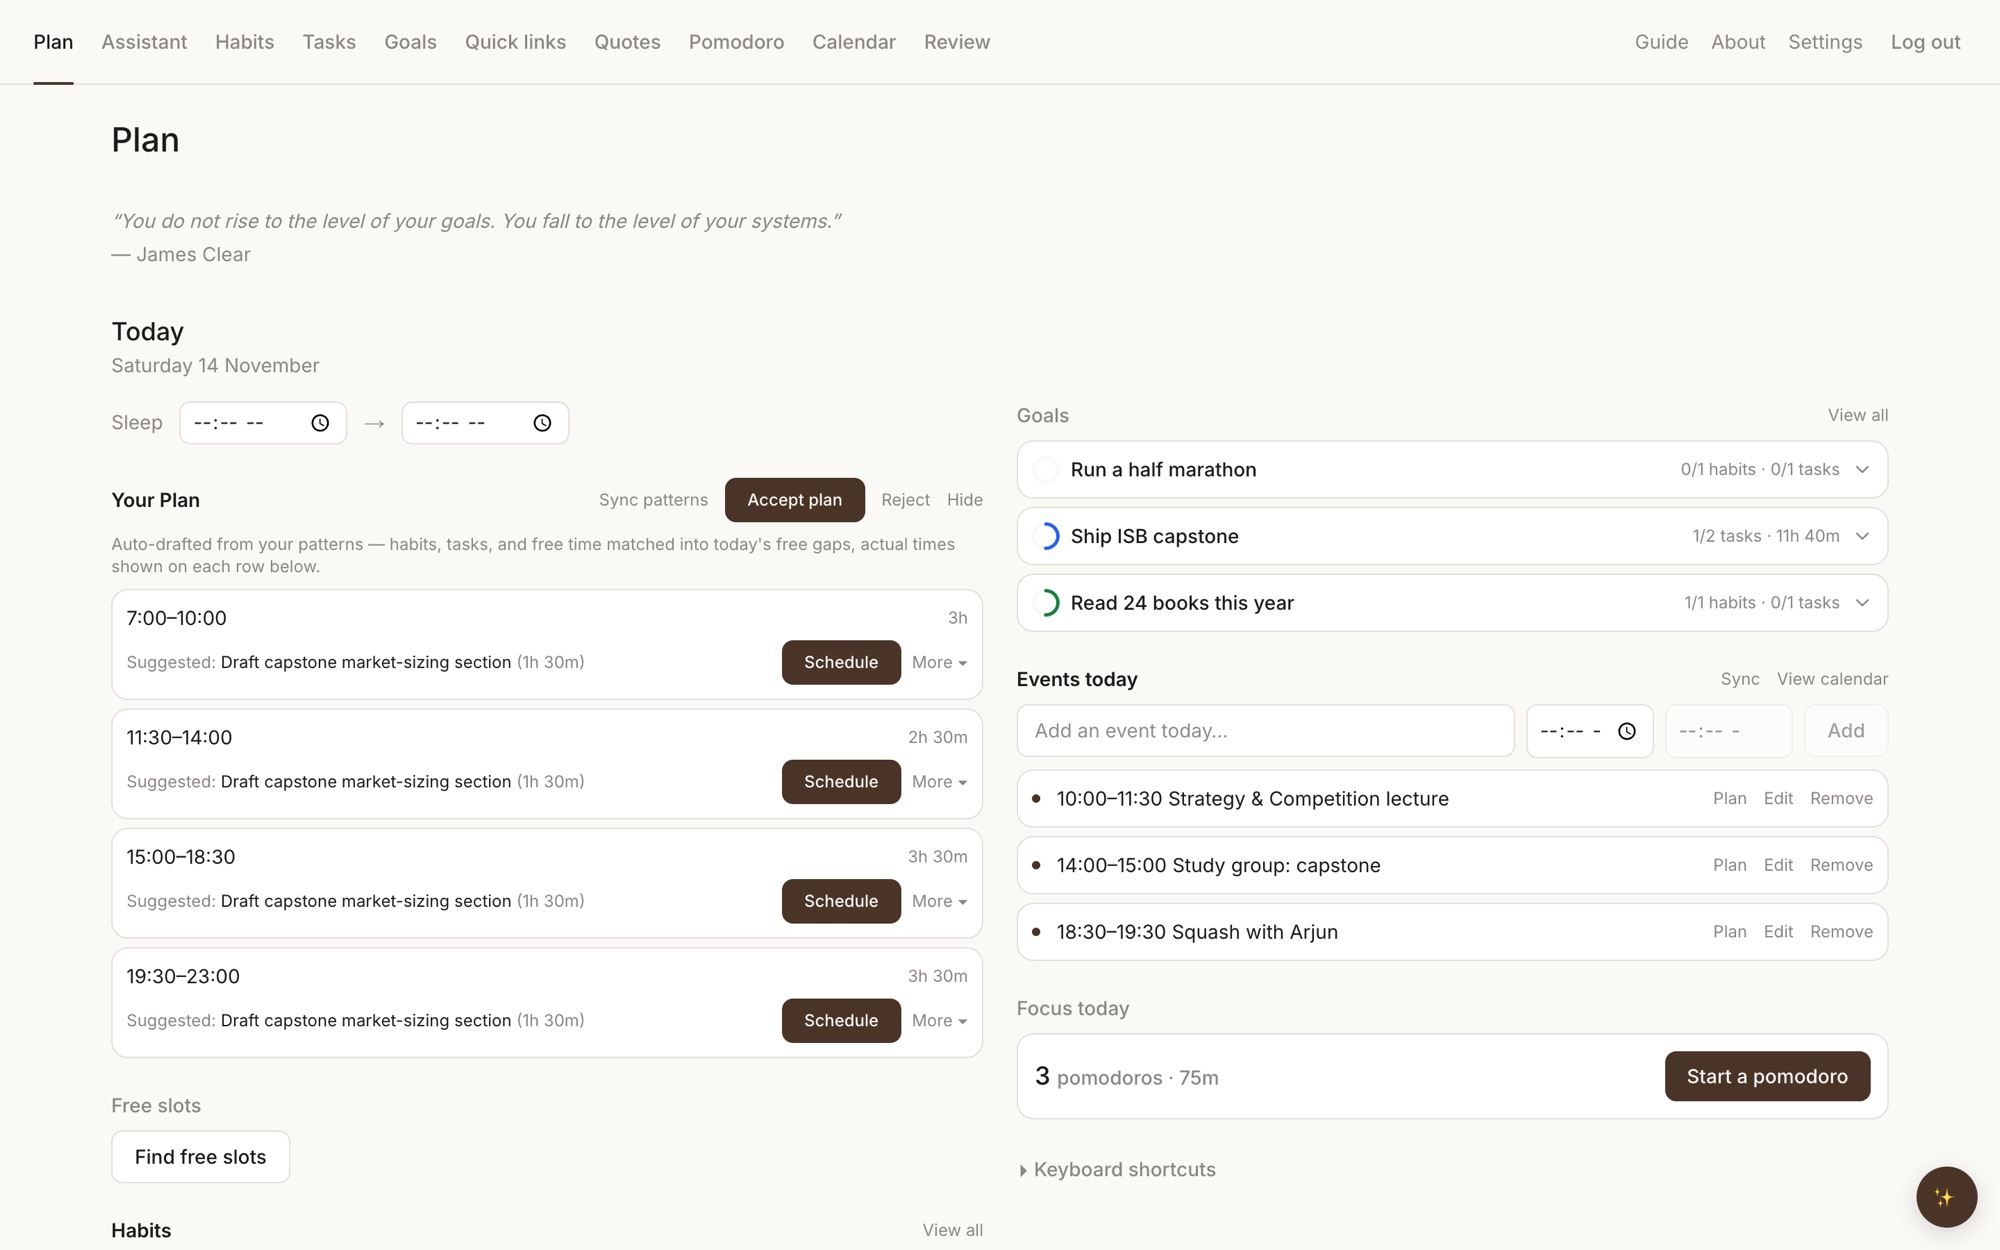 Plan Assistant Habits Tasks Goals Quick links Quotes Pomodoro Calendar Review Guide About Settings Log out
Plan
“You do not rise to the level of your goals. You fall to the level of your systems.”
— James Clear
Today
Saturday 14 November
Sleep --:-- -- → --:-- --
Your Plan Sync patterns Accept plan Reject Hide
Auto-drafted from your patterns — habits, tasks, and free time matched into today's free gaps, actual times
shown on each row below.
7:00–10:00 3h
Suggested: Draft capstone market-sizing section (1h 30m) Schedule More
11:30–14:00 2h 30m
Suggested: Draft capstone market-sizing section (1h 30m) Schedule More
15:00–18:30 3h 30m
Suggested: Draft capstone market-sizing section (1h 30m) Schedule More
19:30–23:00 3h 30m
Suggested: Draft capstone market-sizing section (1h 30m) Schedule More
Free slots
Find free slots
Habits View all
Goals View all
Run a half marathon 0/1 habits · 0/1 tasks
Ship ISB capstone 1/2 tasks · 11h 40m
Read 24 books this year 1/1 habits · 0/1 tasks
Events today Sync View calendar
Add an event today... --:-- - --:-- - Add
10:00–11:30 Strategy & Competition lecture Plan Edit Remove
14:00–15:00 Study group: capstone Plan Edit Remove
18:30–19:30 Squash with Arjun Plan Edit Remove
Focus today
3 pomodoros · 75m Start a pomodoro
Keyboard shortcuts